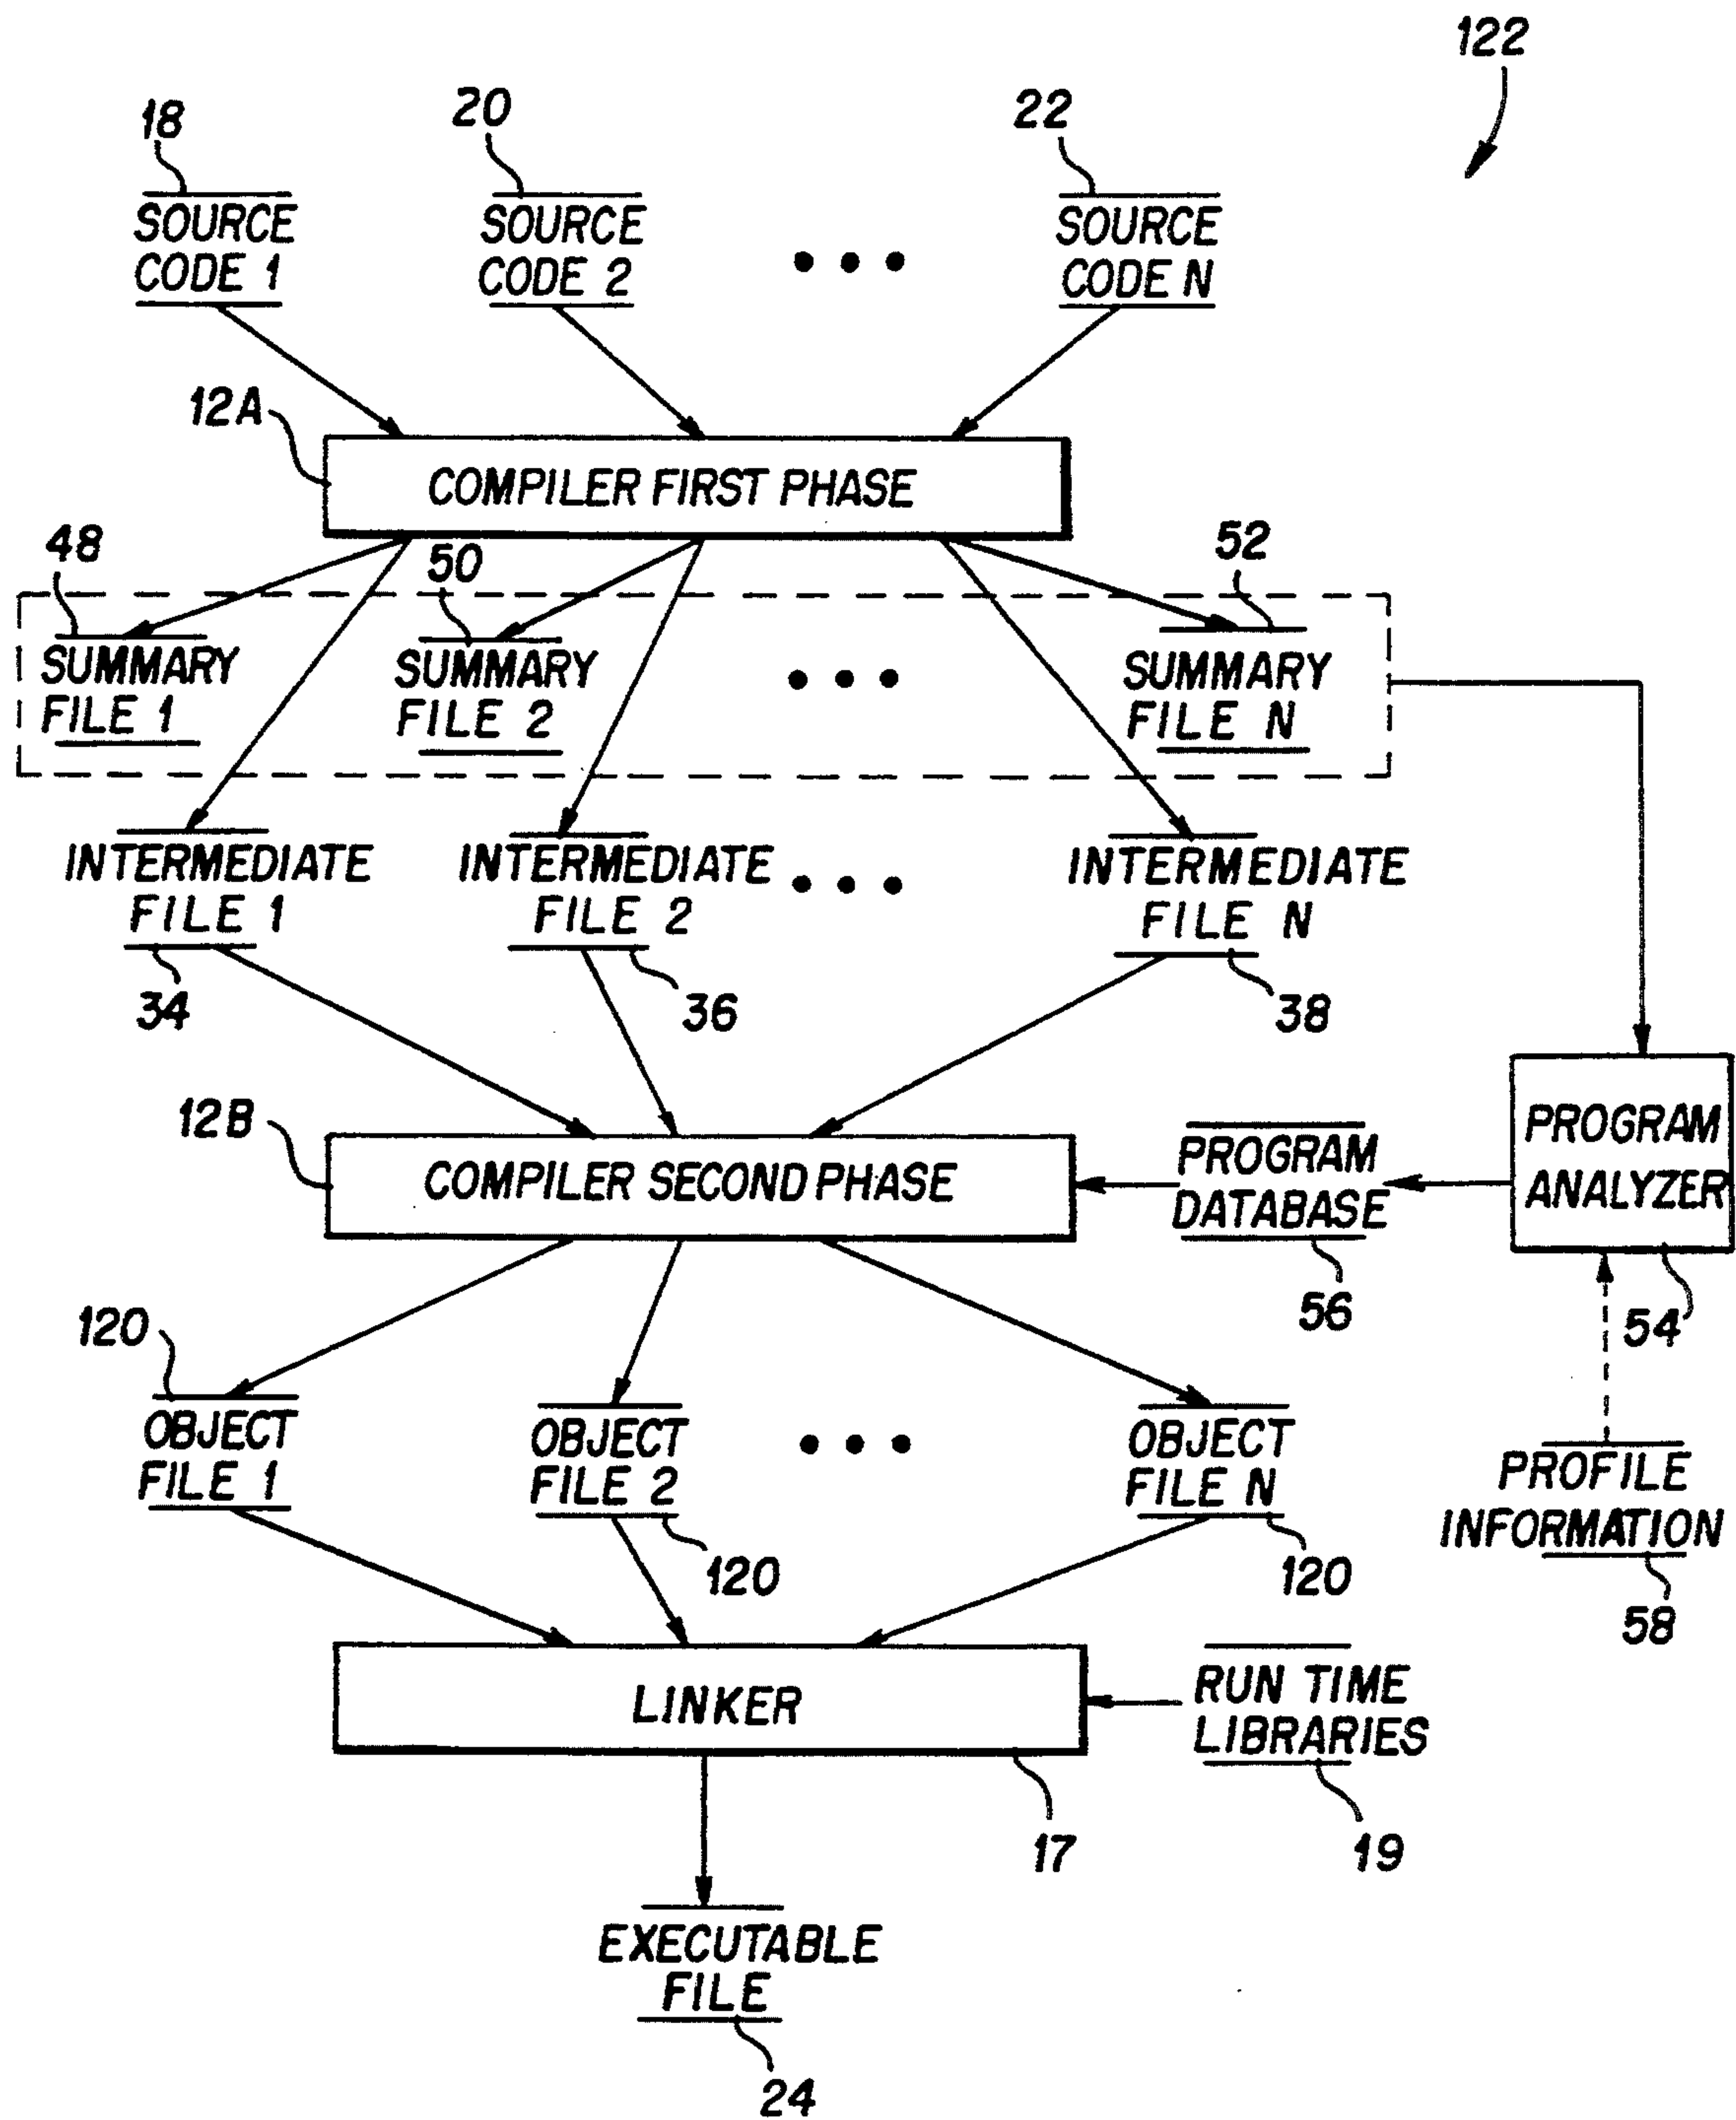 122
18
20
22
SOURCE
CODE 1
SOURCE
CODE 2
SOURCE
CODE N
12A
COMPILER FIRST PHASE
48
50
52
SUMMARY
FILE 1
SUMMARY
FILE 2
SUMMARY
FILE N
INTERMEDIATE
FILE 1
INTERMEDIATE
FILE 2
INTERMEDIATE
FILE N
34
36
38
12B
COMPILER SECOND PHASE
PROGRAM
DATABASE
56
PROGRAM
ANALYZER
54
120
OBJECT
FILE 1
OBJECT
FILE 2
OBJECT
FILE N
120
120
PROFILE
INFORMATION
58
LINKER
RUN TIME
LIBRARIES
17
19
EXECUTABLE
FILE
24